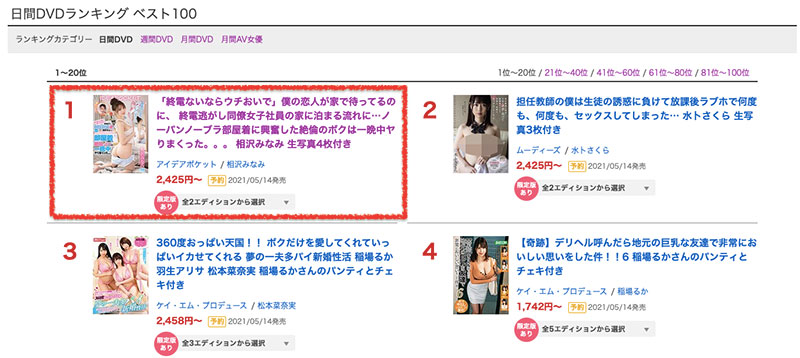 日間DVDランキング ベスト100
ランキングカテゴリー 日間DVD 週間DVD 月間DVD 月間AV女優
1～20位
1位～20位 / 21位～40位 / 41位～60位 / 61位～80位 / 81位～100位
1
「終電ないならウチおいで」僕の恋人が家で待ってるの
に、 終電逃がし同僚女子社員の家に泊まる流れに…ノ
ーパンノーブラ部屋着に興奮した絶倫のボクは一晩中ヤ
りまくった。。。 相沢みなみ 生写真4枚付き
アイデアポケット / 相沢みなみ
2,425円～ 予約 2021/05/14発売
限定版
あり
全2エディションから選択
2
担任教師の僕は生徒の誘惑に負けて放課後ラブホで何度
も、何度も、セックスしてしまった… 水卜さくら 生写
真3枚付き
ムーディーズ / 水卜さくら
2,425円～ 予約 2021/05/14発売
限定版
あり
全2エディションから選択
3
360度おっぱい天国！！ ボクだけを愛してくれていっ
ぱいイカせてくれる 夢の一夫多パイ新婚性活 稲場るか
羽生アリサ 松本菜奈実 稲場るかさんのパンティとチ
ェキ付き
ケイ・エム・プロデュース / 松本菜奈実
2,458円～ 予約 2021/05/14発売
限定版
あり
全3エディションから選択
4
【奇跡】デリヘル呼んだら地元の巨乳な友達で非常にお
いしい思いをした件！！6 稲場るかさんのパンティと
チェキ付き
ケイ・エム・プロデュース / 稲場るか
1,742円～ 予約 2021/05/14発売
限定版
あり
全5エディションから選択